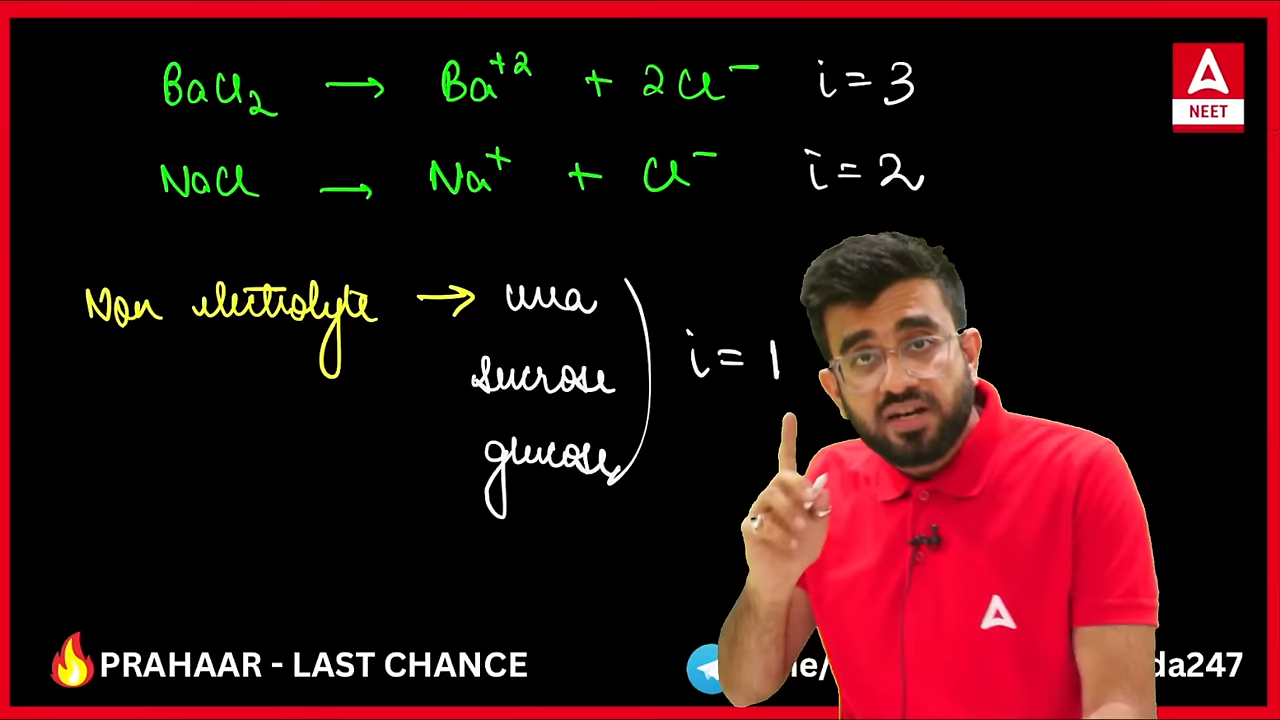 BaCl2 → Ba+2 + 2Cl− i = 3
NEET
NaCl → Na+ + Cl− i = 2
Non electrolyte → urea
sucrose i = 1
glucose
PRAHAAR - LAST CHANCE
da247